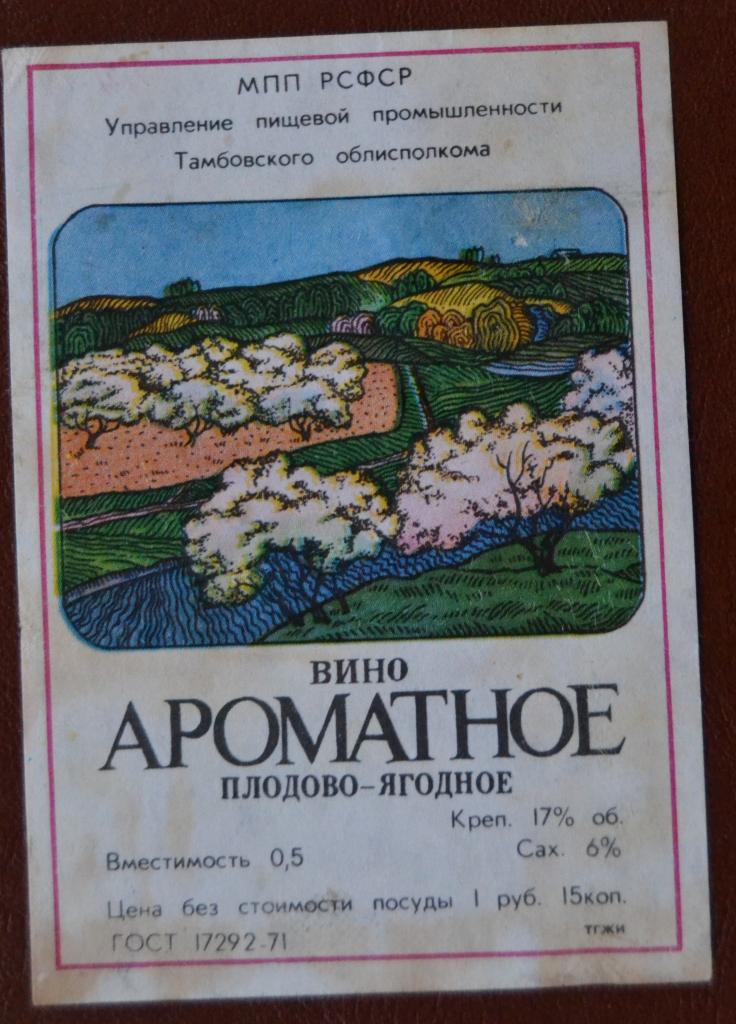 МПП РСФСР
Управление пищевой промышленности
Тамбовского облисполкома
ВИНО
АРОМАТНОЕ
ПЛОДОВО-ЯГОДНОЕ
Креп. 17% об.
Сах. 6%
Вместимость 0,5
Цена без стоимости посуды 1 руб. 15коп.
ГОСТ 17292-71
тгжи